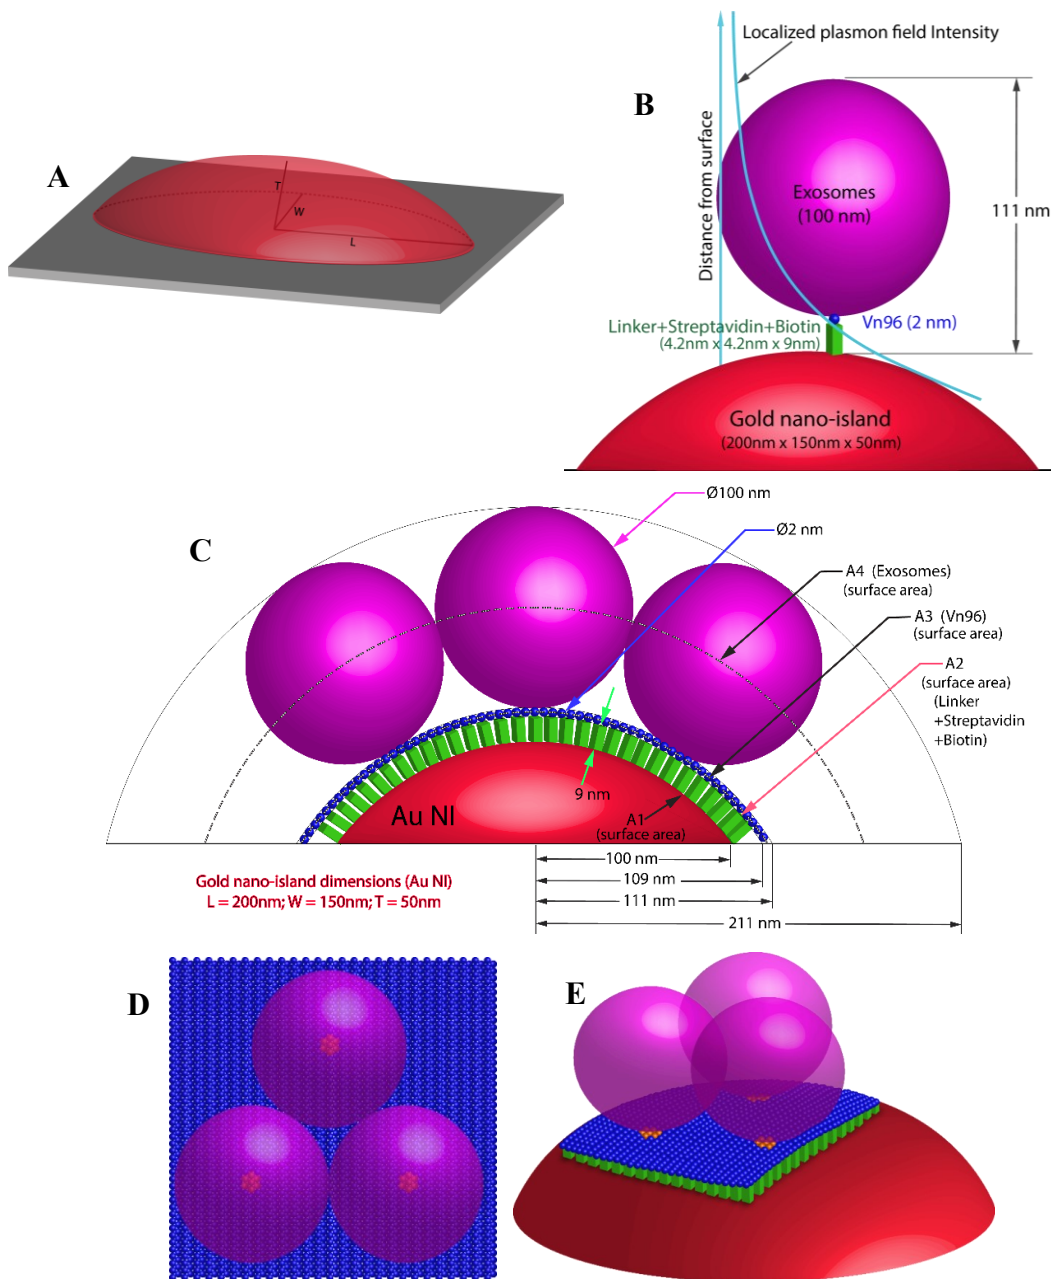 A
T
W
L
B
Localized plasmon field Intensity
Distance from surface
Exosomes
(100 nm)
111 nm
Linker+Streptavidin+Biotin
(4.2nm x 4.2nm x 9nm)
Vn96 (2 nm)
Gold nano-island
(200nm x 150nm x 50nm)
C
Ø100 nm
Ø2 nm
A4 (Exosomes)
(surface area)
A3 (Vn96)
(surface area)
A2
(surface area)
(Linker
+Streptavidin
+Biotin)
9 nm
Au NI
A1
(surface area)
100 nm
109 nm
111 nm
211 nm
Gold nano-island dimensions (Au NI)
L = 200nm; W = 150nm; T = 50nm
D
E